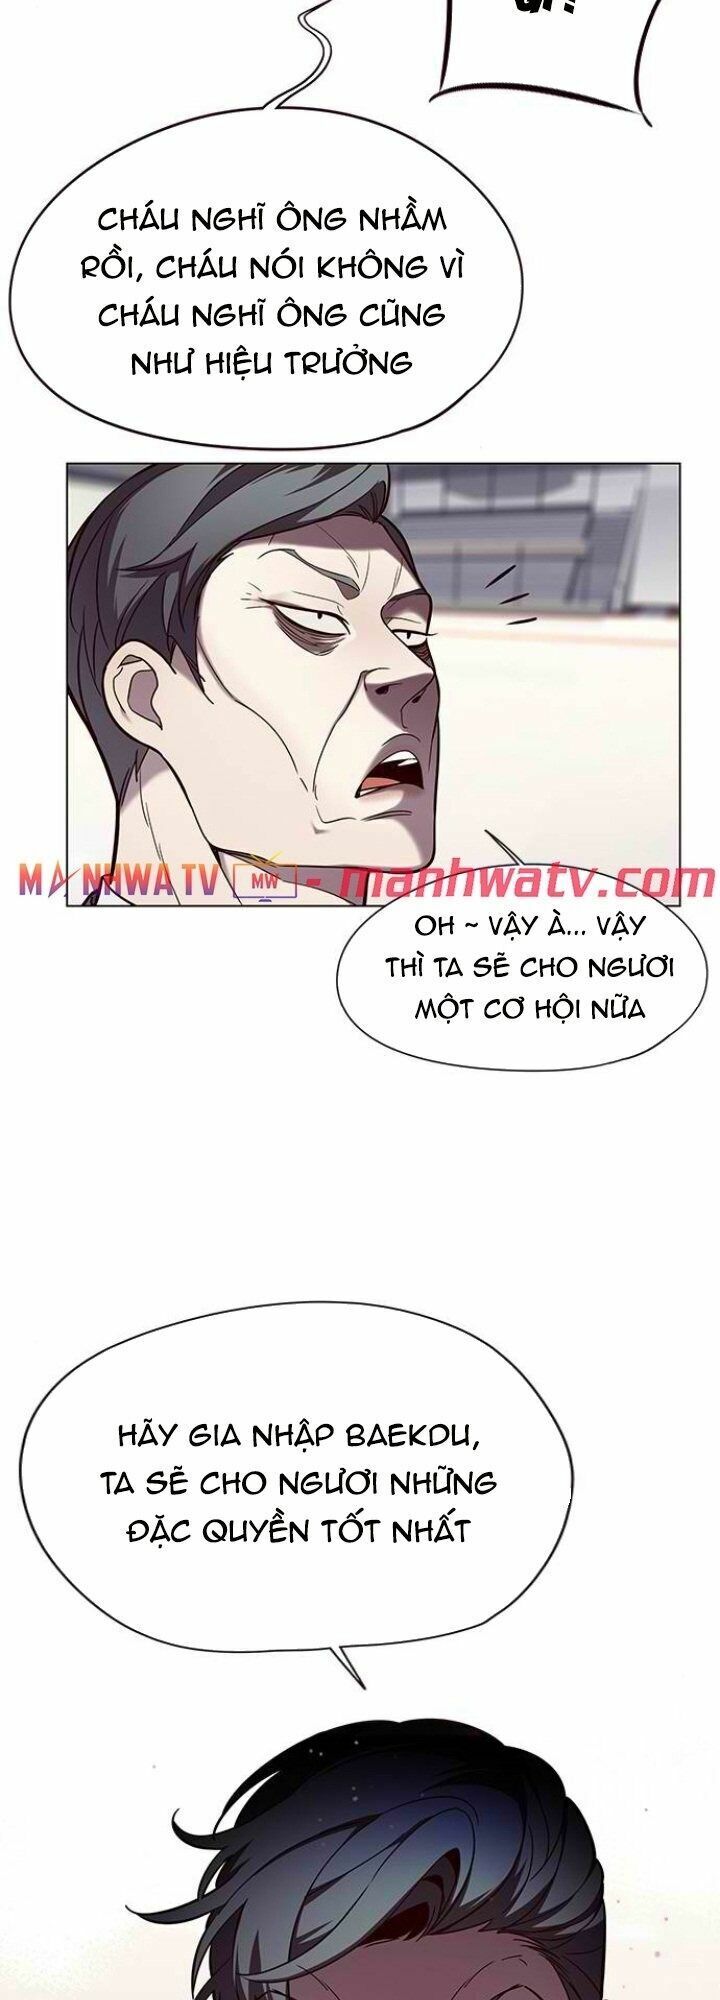 GÌ?
CHÁU NGHĨ ÔNG NHẦM
RỒI, CHÁU NÓI KHÔNG VÌ
CHÁU NGHĨ ÔNG CŨNG
NHƯ HIỆU TRƯỞNG
MANHWATV MW - manhwatv.com
OH ~ VẬY À... VẬY
THÌ TA SẼ CHO NGƯƠI
MỘT CƠ HỘI NỮA
HÃY GIA NHẬP BAEKDU,
TA SẼ CHO NGƯƠI NHỮNG
ĐẶC QUYỀN TỐT NHẤT